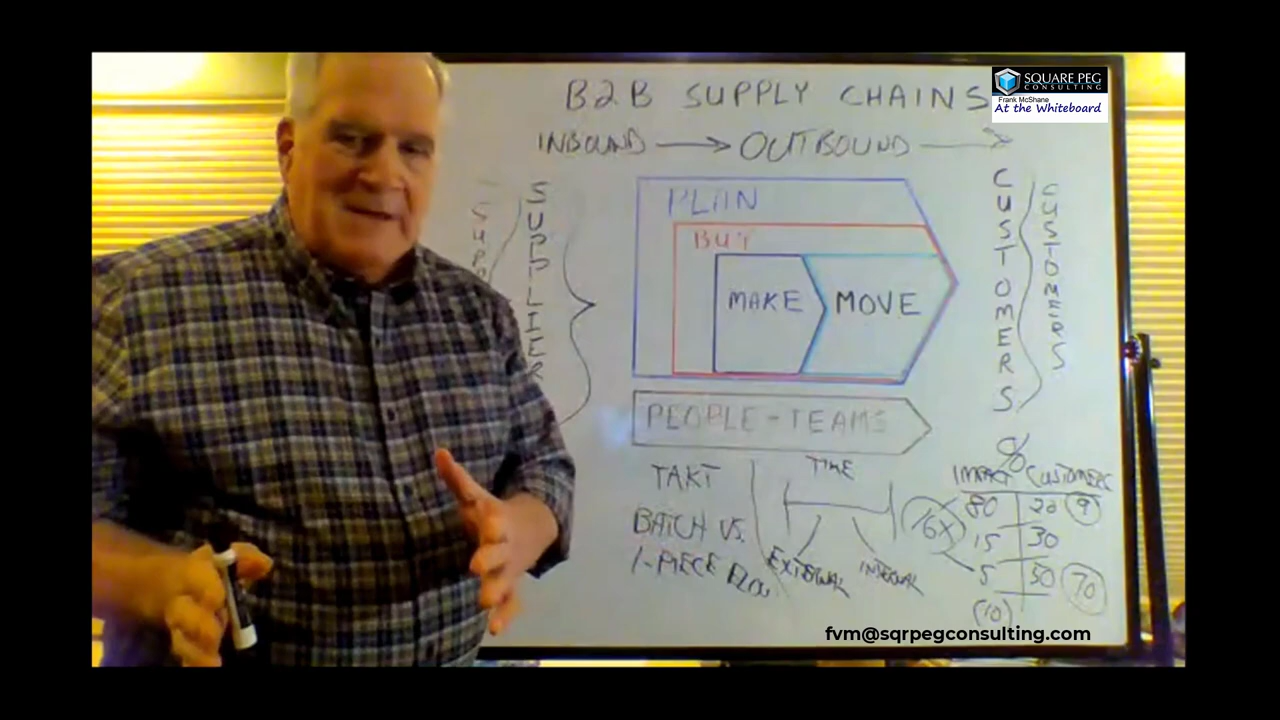 B2B SUPPLY CHAINS
SQUARE PEG
CONSULTING
Frank McShane
At the Whiteboard
INBOUND → OUTBOUND →
SUPPLIER
CUSTOMERS
CUSTOMERS
PLAN
BUY
MAKE
MOVE
PEOPLE - TEAMS
TAKT
TIME
BATCH VS.
1-PIECE FLOW
EXTERNAL
INTERNAL
%
IMPACT CUSTOMERS
16X
80 20 9
15 30
5 50 70
(10)
fvm@sqrpegconsulting.com